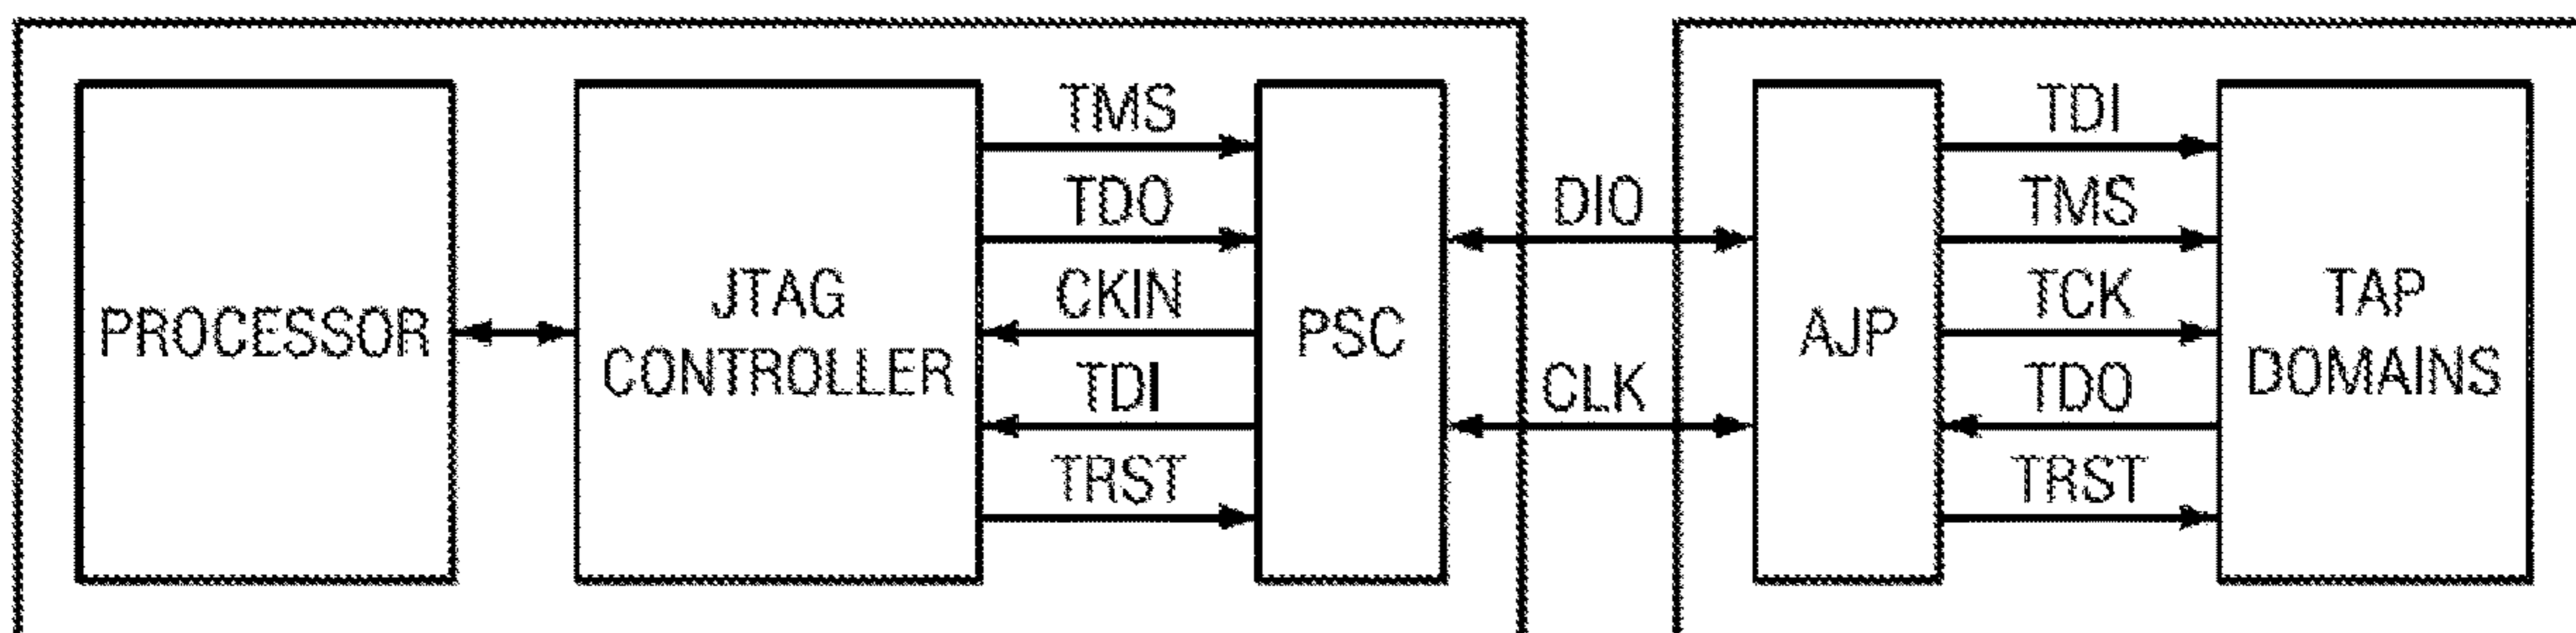 PROCESSOR
JTAG
CONTROLLER
TMS
TDO
CKIN
TDI
TRST
PSC
DIO
CLK
AJP
TDI
TMS
TCK
TDO
TRST
TAP
DOMAINS